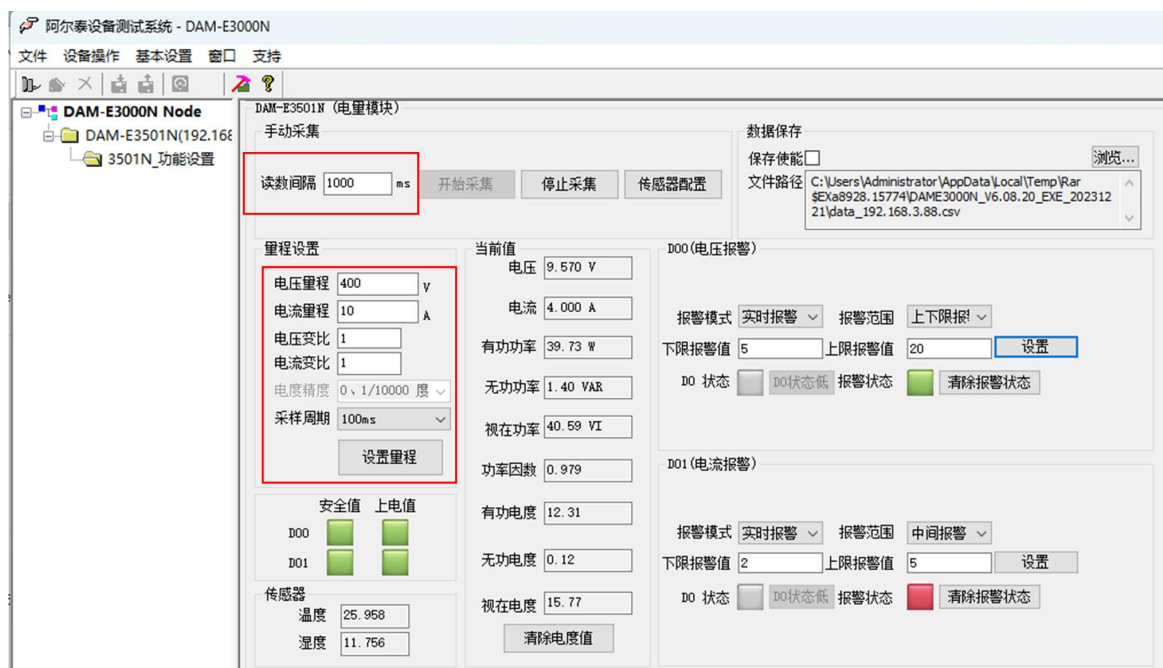 阿尔泰设备测试系统 - DAM-E3000N
文件 设备操作 基本设置 窗口 支持
DAM-E3000N Node
DAM-E3501N(192.168
3501N_功能设置
DAM-E3501N (电量模块)
手动采集
读数间隔 1000 ms 开始采集 停止采集 传感器配置
数据保存
保存使能 浏览...
文件路径 C:\Users\Administrator\AppData\Local\Temp\Rar
$EXa8928.15774\DAME3000N_V6.08.20_EXE_202312
21\data_192.168.3.88.csv
量程设置
电压量程 400 V
电流量程 10 A
电压变比 1
电流变比 1
电度精度 0、1/10000 度
采样周期 100ms
设置量程
安全值 上电值
DO0
DO1
传感器
温度 25.958
湿度 11.756
当前值
电压 9.570 V
电流 4.000 A
有功功率 39.73 W
无功功率 1.40 VAR
视在功率 40.59 VI
功率因数 0.979
有功电度 12.31
无功电度 0.12
视在电度 15.77
清除电度值
DO0(电压报警)
报警模式 实时报警 报警范围 上下限报
下限报警值 5 上限报警值 20 设置
DO 状态 DO状态低 报警状态 清除报警状态
DO1(电流报警)
报警模式 实时报警 报警范围 中间报警
下限报警值 2 上限报警值 5 设置
DO 状态 DO状态低 报警状态 清除报警状态